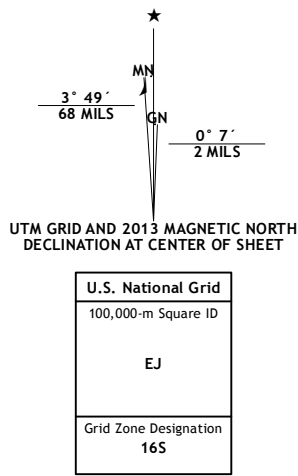 ★
MN
GN
3° 49´
68 MILS
0° 7´
2 MILS
UTM GRID AND 2013 MAGNETIC NORTH
DECLINATION AT CENTER OF SHEET
U.S. National Grid
100,000-m Square ID
EJ
Grid Zone Designation
16S